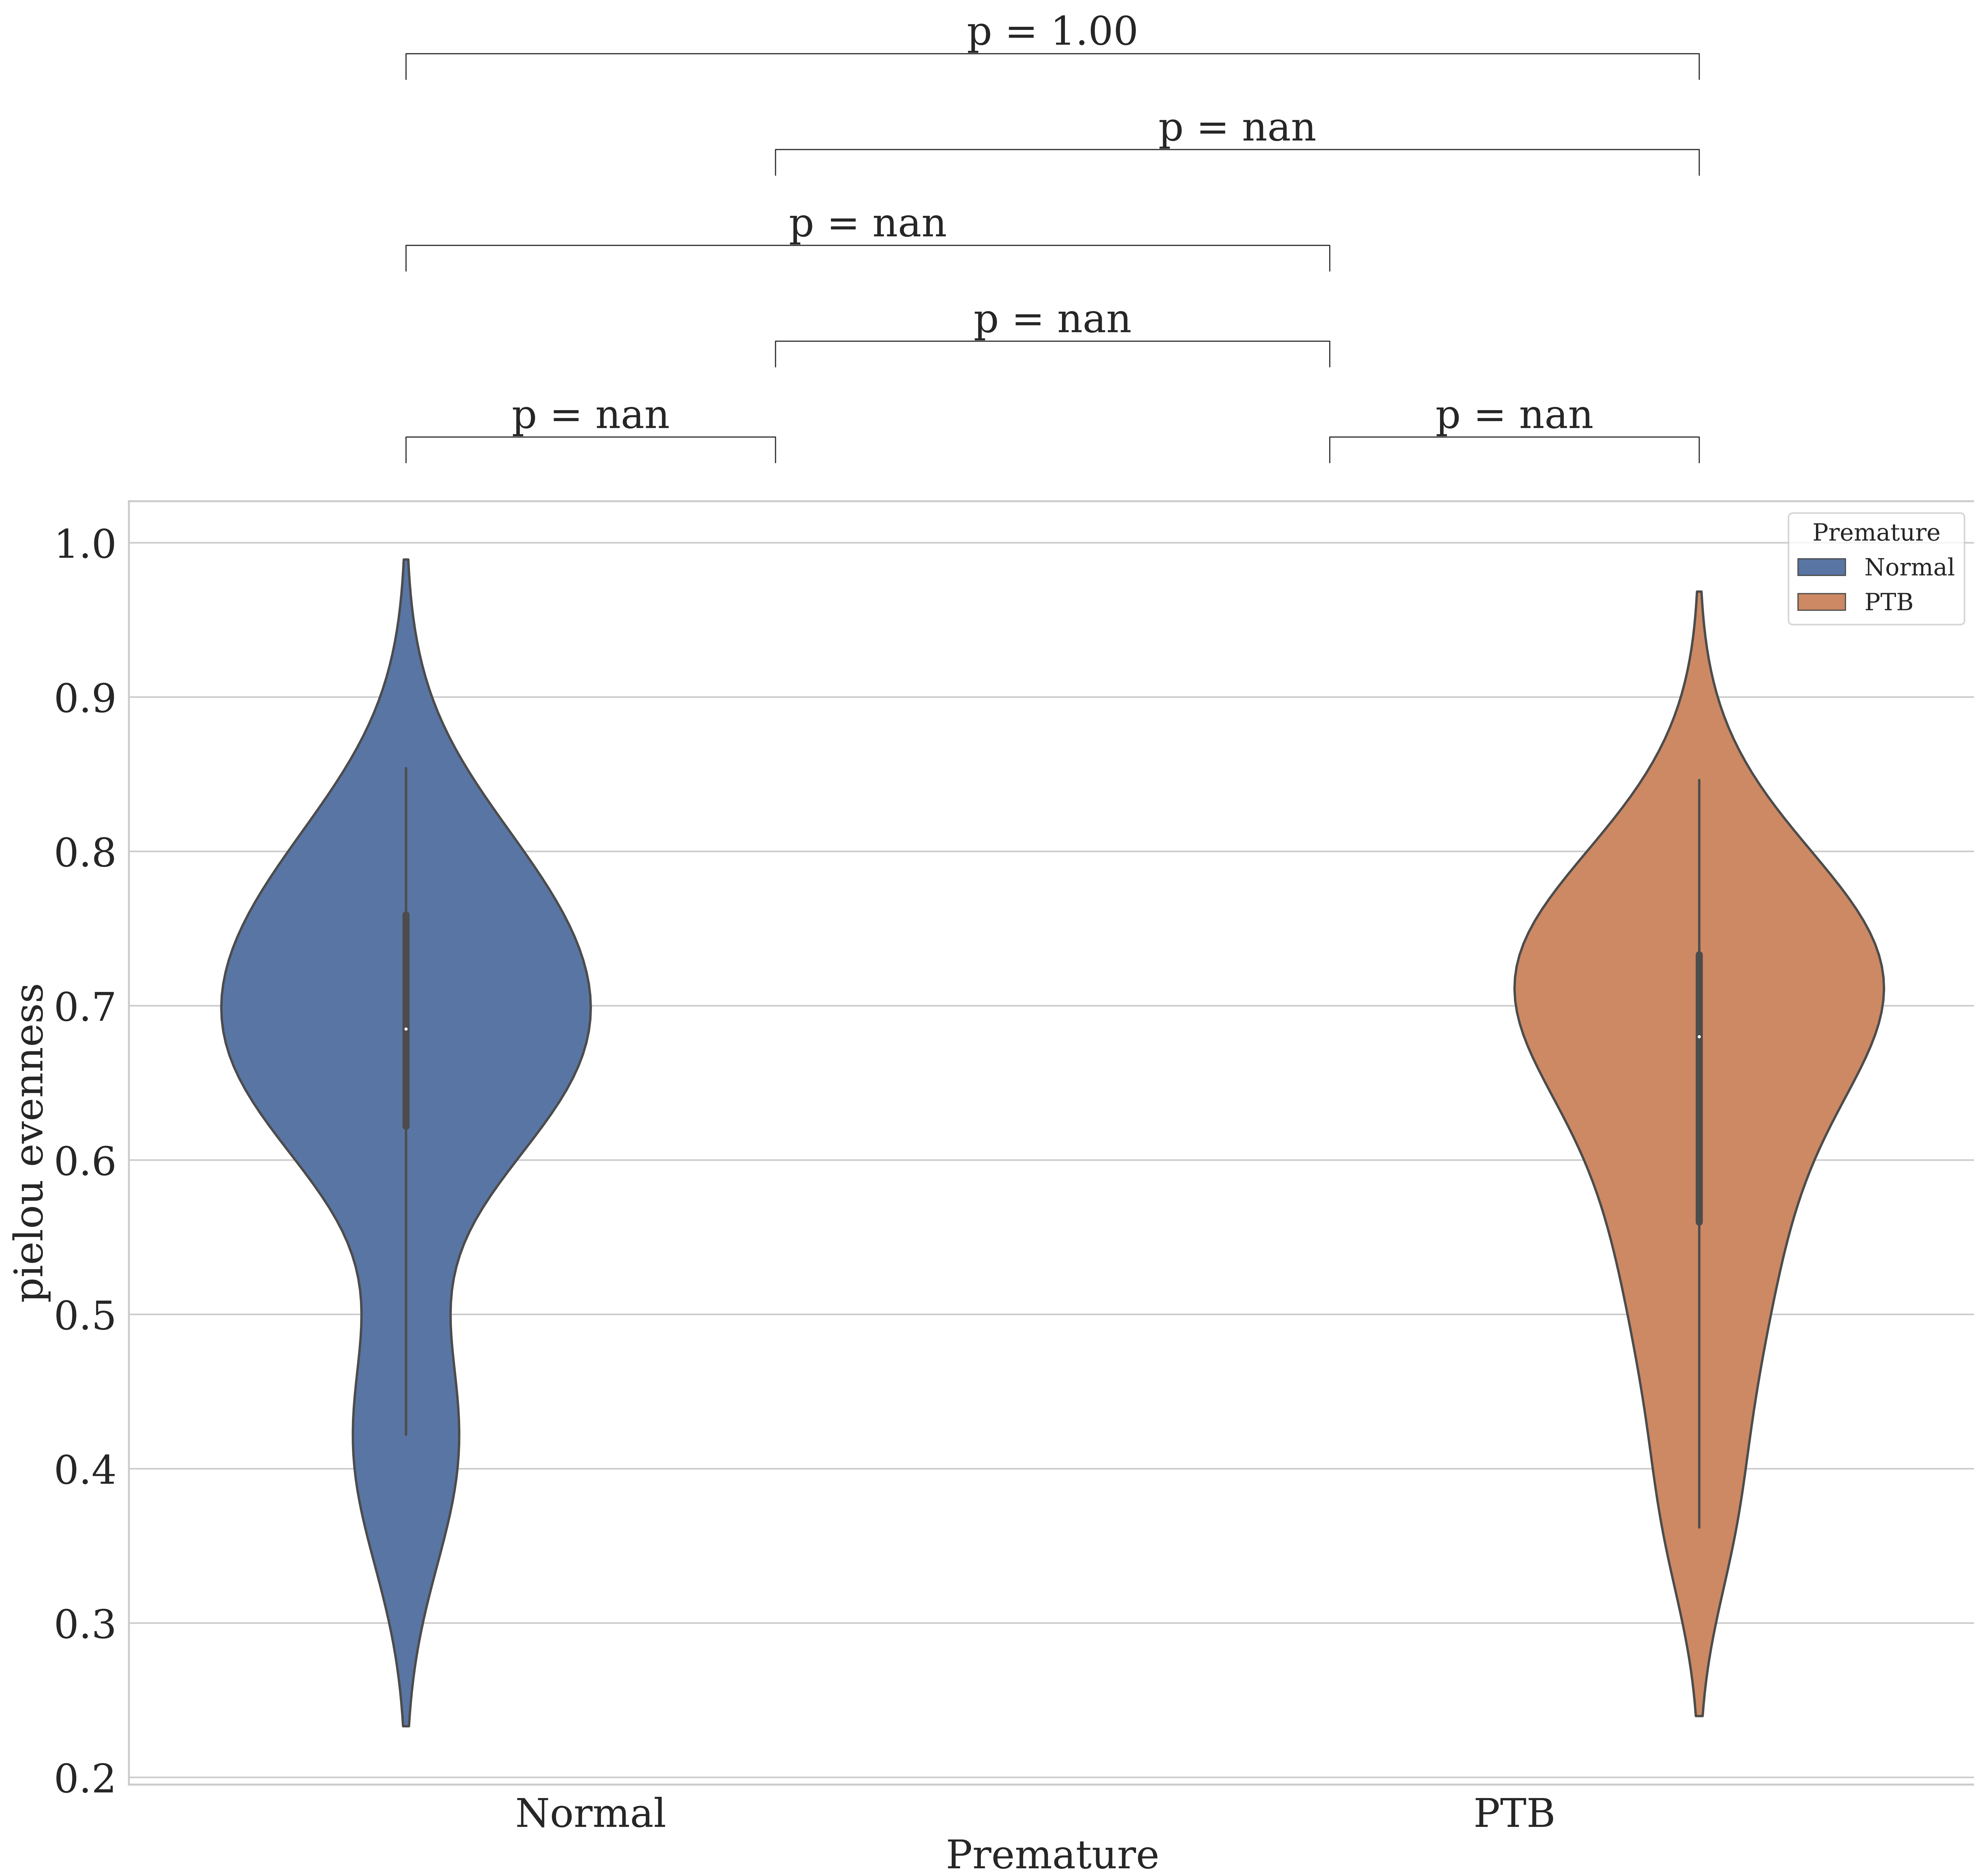 p = 1.00
p = nan
p = nan
p = nan
p = nan
p = nan
Premature
Normal
PTB
1.0
0.9
0.8
0.7
0.6
0.5
0.4
0.3
0.2
pielou evenness
Normal
PTB
Premature